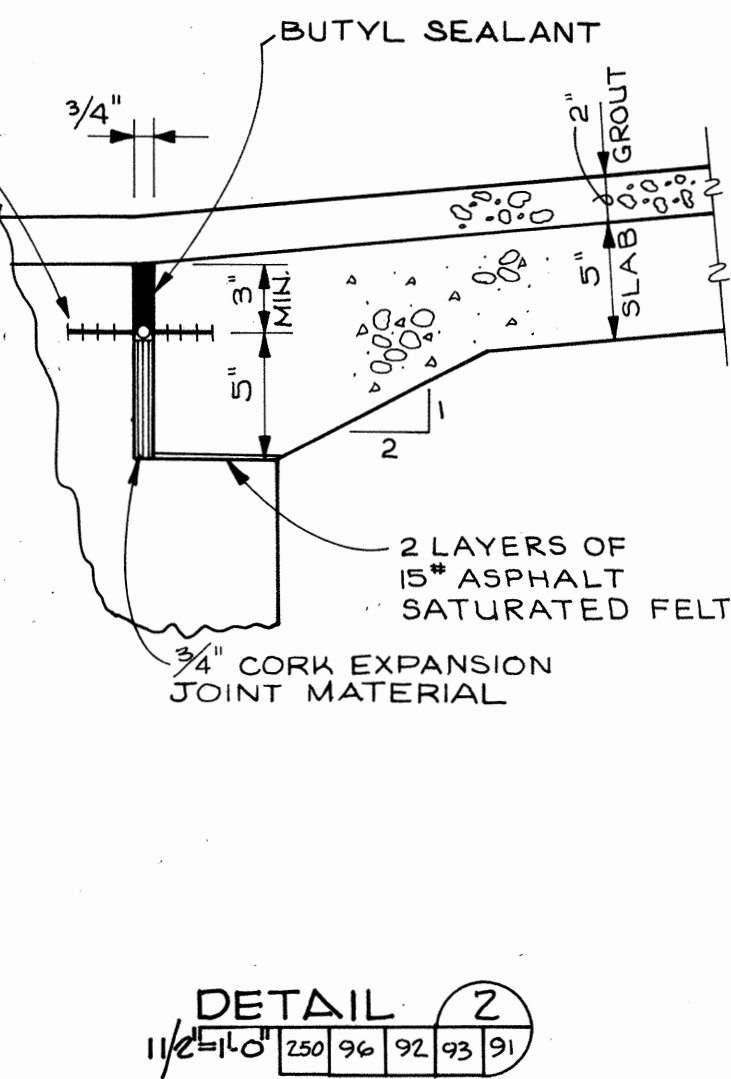 BUTYL SEALANT
3/4"
2"
GROUT
3"
MIN.
5"
SLAB
5"
1
2
2 LAYERS OF
15# ASPHALT
SATURATED FELT
3/4" CORK EXPANSION
JOINT MATERIAL
DETAIL 2
1 1/2"=1'-0" 250 96 92 93 91